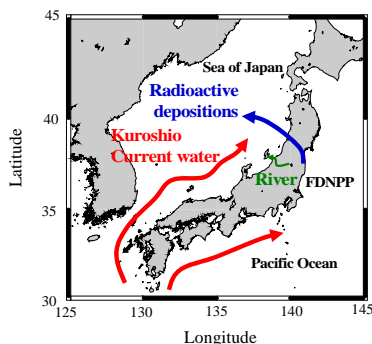 45
Sea of Japan
Radioactive
depositions
40
Kuroshio
Current water
Latitude
River
FDNPP
35
Pacific Ocean
30
125
130
135
140
145
Longitude